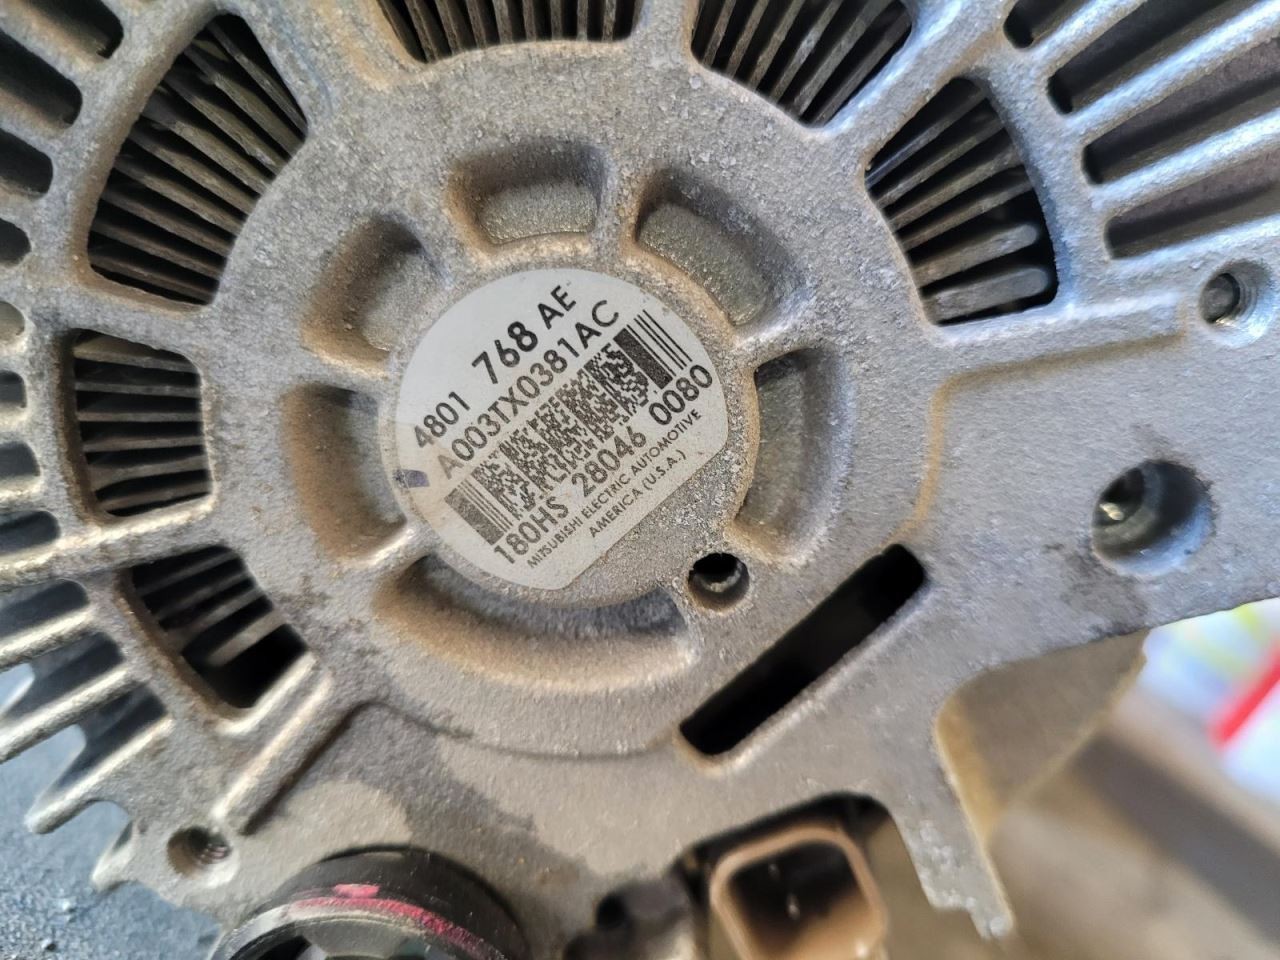 4801 768 AE
A003TX0381AC
180HS 28046 0080
MITSUBISHI ELECTRIC AUTOMOTIVE
AMERICA (U.S.A.)